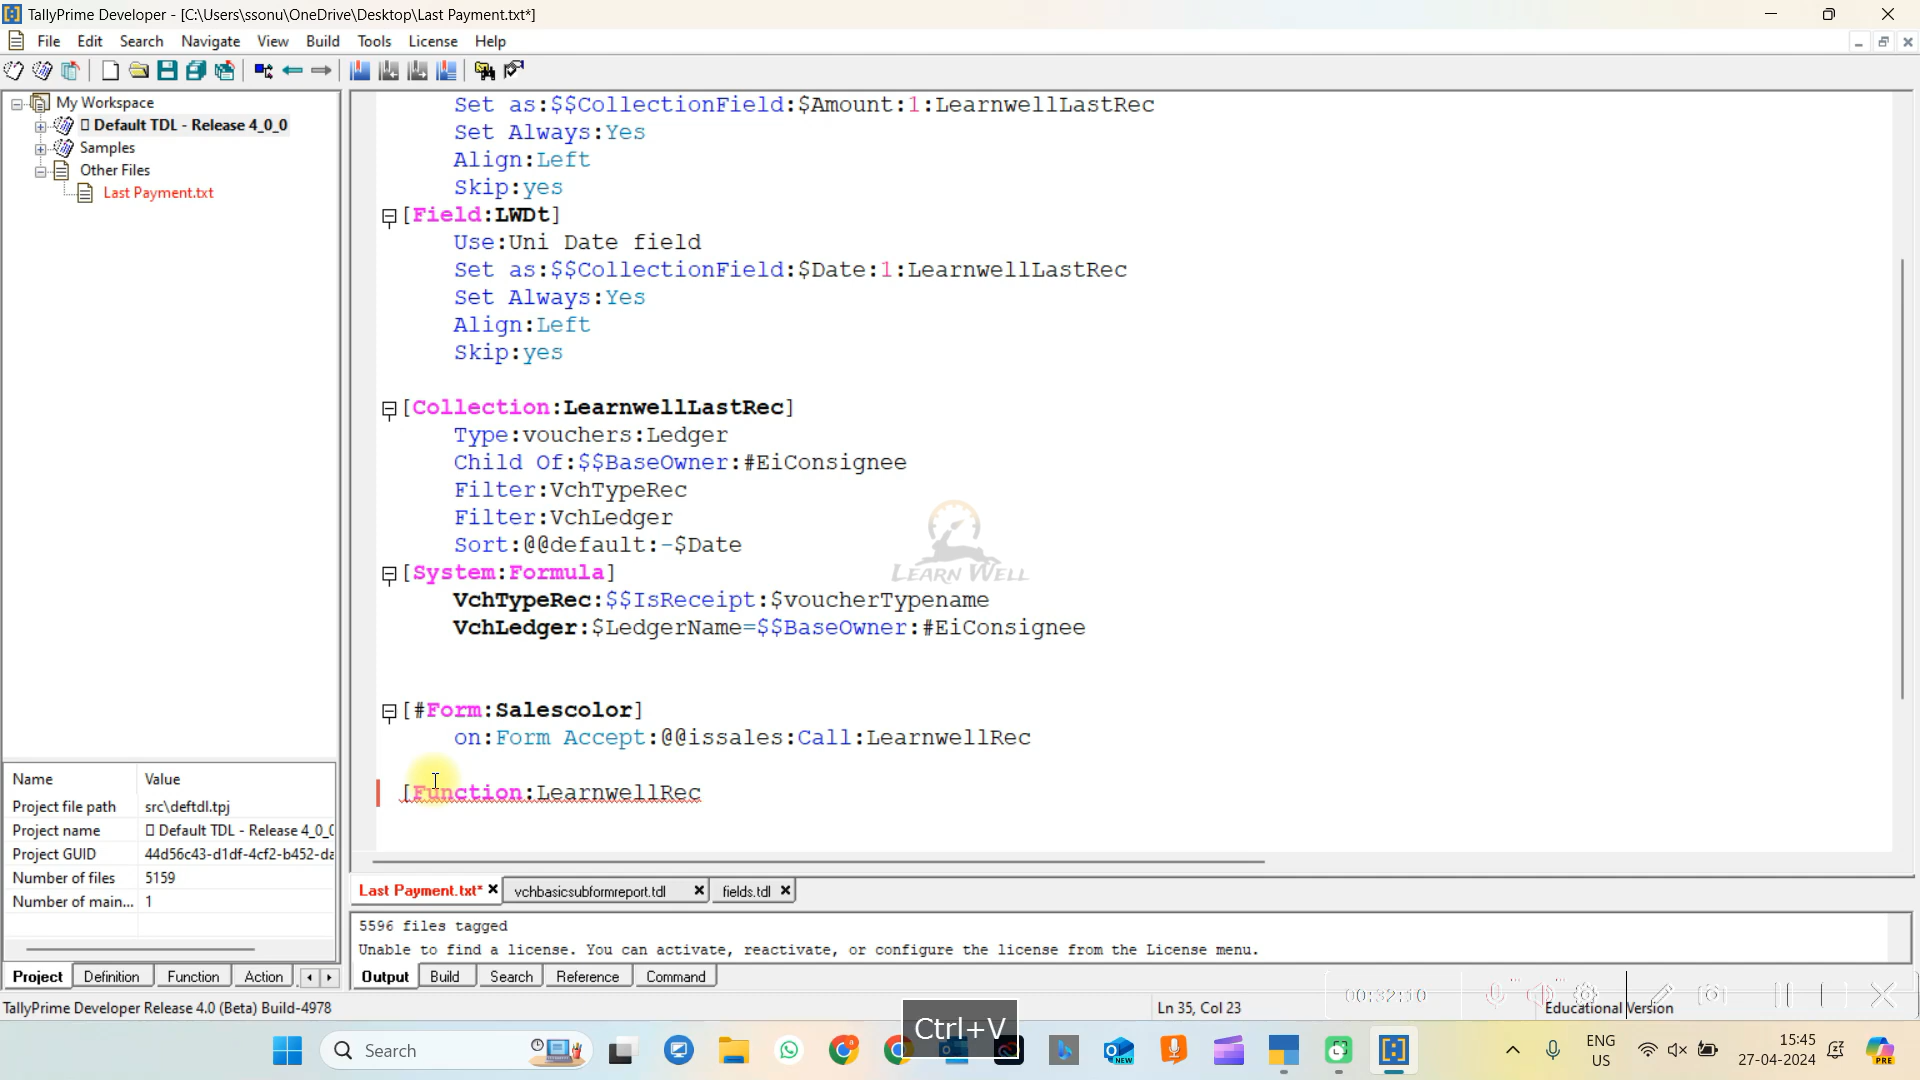 TallyPrime Developer - [C:\Users\ssonu\OneDrive\Desktop\Last Payment.txt*]
File Edit Search Navigate View Build Tools License Help
My Workspace
Default TDL - Release 4_0_0
Samples
Other Files
Last Payment.txt
Set as:$$CollectionField:$Amount:1:LearnwellLastRec
Set Always:Yes
Align:Left
Skip:yes
[Field:LWDt]
Use:Uni Date field
Set as:$$CollectionField:$Date:1:LearnwellLastRec
Set Always:Yes
Align:Left
Skip:yes
[Collection:LearnwellLastRec]
Type:vouchers:Ledger
Child Of:$$BaseOwner:#EiConsignee
Filter:VchTypeRec
Filter:VchLedger
Sort:@@default:-$Date
[System:Formula]
VchTypeRec:$$IsReceipt:$voucherTypename
VchLedger:$LedgerName=$$BaseOwner:#EiConsignee
LEARN WELL
[#Form:Salescolor]
on:Form Accept:@@issales:Call:LearnwellRec
[Function:LearnwellRec
Name Value
Project file path src\deftdl.tpj
Project name Default TDL - Release 4_0_0
Project GUID 44d56c43-d1df-4cf2-b452-da
Number of files 5159
Number of main... 1
Project Definition Function Action
Last Payment.txt* vchbasicsubformreport.tdl fields.tdl
5596 files tagged
Unable to find a license. You can activate, reactivate, or configure the license from the License menu.
Output Build Search Reference Command
TallyPrime Developer Release 4.0 (Beta) Build-4978
Ln 35, Col 23
Educational Version
00:32:10
Ctrl+V
Search
NEW
ENG
US
15:45
27-04-2024
PRE